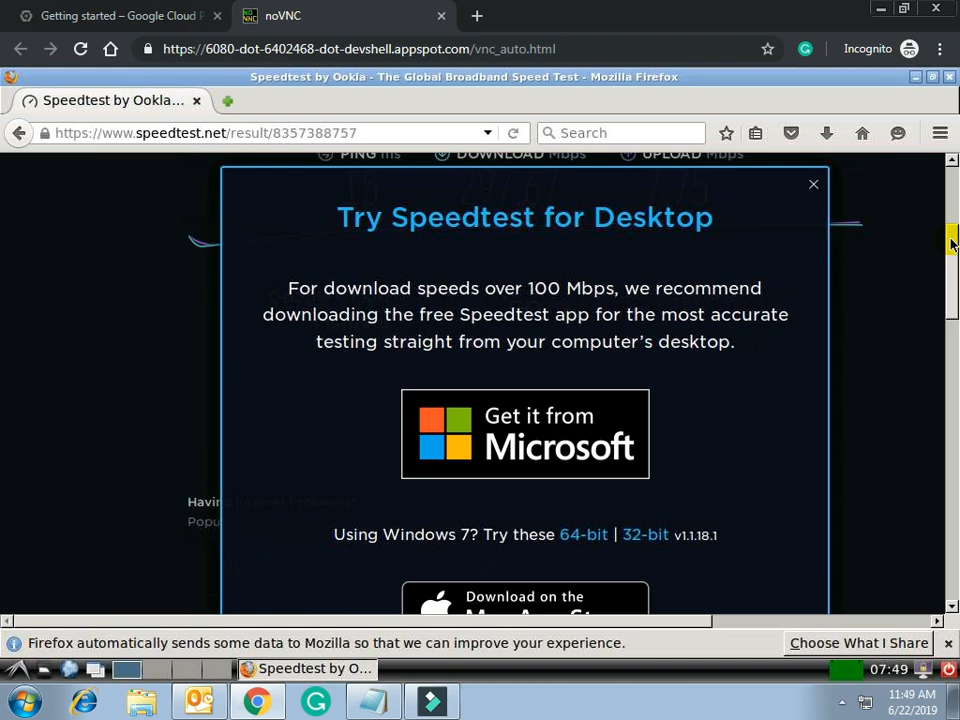 Getting started – Google Cloud P
noVNC
https://6080-dot-6402468-dot-devshell.appspot.com/vnc_auto.html
Incognito
Speedtest by Ookla - The Global Broadband Speed Test - Mozilla Firefox
Speedtest by Ookla...
https://www.speedtest.net/result/8357388757
Search
PING ms
DOWNLOAD Mbps
UPLOAD Mbps
Try Speedtest for Desktop
For download speeds over 100 Mbps, we recommend
downloading the free Speedtest app for the most accurate
testing straight from your computer's desktop.
Get it from
Microsoft
Having Internet Problems?
Popu
Using Windows 7? Try these 64-bit | 32-bit v1.1.18.1
Download on the
Firefox automatically sends some data to Mozilla so that we can improve your experience.
Choose What I Share
Speedtest by O...
07:49
11:49 AM
6/22/2019